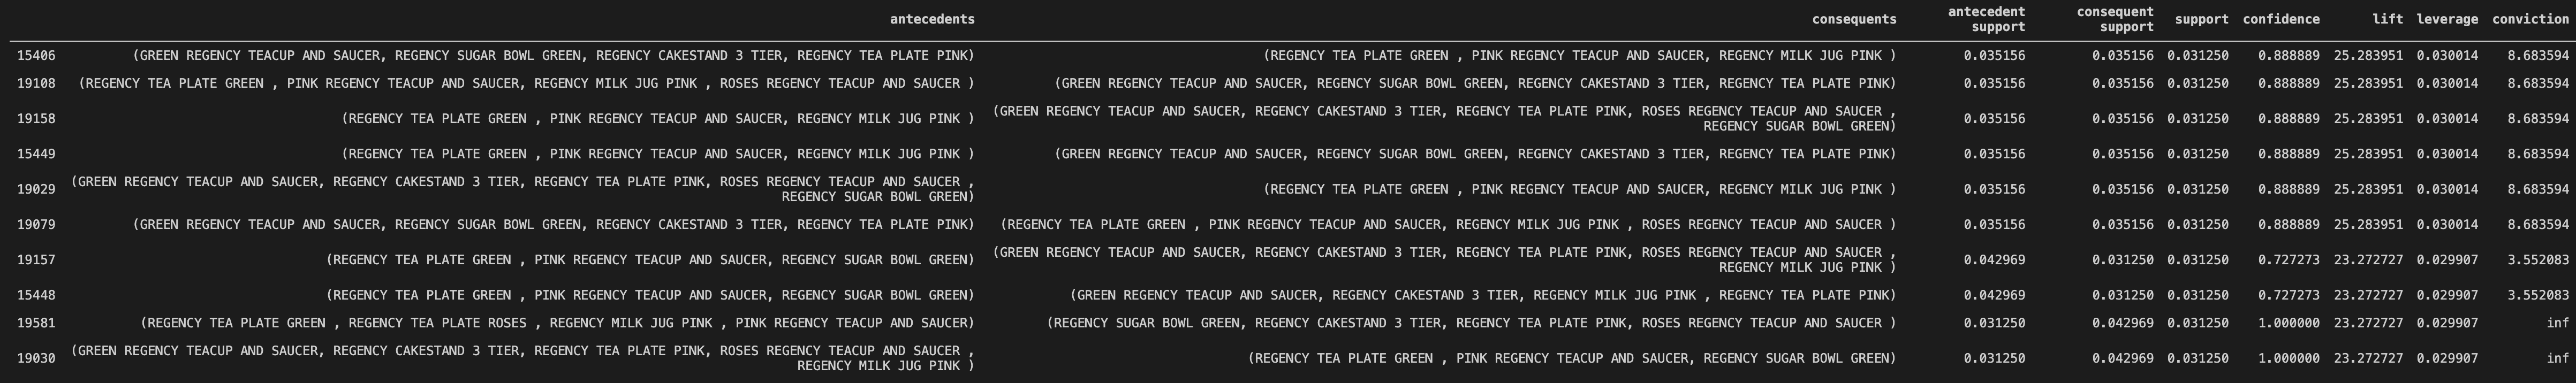 antecedents consequents antecedent support consequent support support confidence lift leverage conviction
15406 (GREEN REGENCY TEACUP AND SAUCER, REGENCY SUGAR BOWL GREEN, REGENCY CAKESTAND 3 TIER, REGENCY TEA PLATE PINK) (REGENCY TEA PLATE GREEN , PINK REGENCY TEACUP AND SAUCER, REGENCY MILK JUG PINK ) 0.035156 0.035156 0.031250 0.888889 25.283951 0.030014 8.683594
19108 (REGENCY TEA PLATE GREEN , PINK REGENCY TEACUP AND SAUCER, REGENCY MILK JUG PINK , ROSES REGENCY TEACUP AND SAUCER ) (GREEN REGENCY TEACUP AND SAUCER, REGENCY SUGAR BOWL GREEN, REGENCY CAKESTAND 3 TIER, REGENCY TEA PLATE PINK) 0.035156 0.035156 0.031250 0.888889 25.283951 0.030014 8.683594
19158 (REGENCY TEA PLATE GREEN , PINK REGENCY TEACUP AND SAUCER, REGENCY MILK JUG PINK ) (GREEN REGENCY TEACUP AND SAUCER, REGENCY CAKESTAND 3 TIER, REGENCY TEA PLATE PINK, ROSES REGENCY TEACUP AND SAUCER ,
REGENCY SUGAR BOWL GREEN) 0.035156 0.035156 0.031250 0.888889 25.283951 0.030014 8.683594
15449 (REGENCY TEA PLATE GREEN , PINK REGENCY TEACUP AND SAUCER, REGENCY MILK JUG PINK ) (GREEN REGENCY TEACUP AND SAUCER, REGENCY SUGAR BOWL GREEN, REGENCY CAKESTAND 3 TIER, REGENCY TEA PLATE PINK) 0.035156 0.035156 0.031250 0.888889 25.283951 0.030014 8.683594
19029 (GREEN REGENCY TEACUP AND SAUCER, REGENCY CAKESTAND 3 TIER, REGENCY TEA PLATE PINK, ROSES REGENCY TEACUP AND SAUCER ,
REGENCY SUGAR BOWL GREEN) (REGENCY TEA PLATE GREEN , PINK REGENCY TEACUP AND SAUCER, REGENCY MILK JUG PINK ) 0.035156 0.035156 0.031250 0.888889 25.283951 0.030014 8.683594
19079 (GREEN REGENCY TEACUP AND SAUCER, REGENCY SUGAR BOWL GREEN, REGENCY CAKESTAND 3 TIER, REGENCY TEA PLATE PINK) (REGENCY TEA PLATE GREEN , PINK REGENCY TEACUP AND SAUCER, REGENCY MILK JUG PINK , ROSES REGENCY TEACUP AND SAUCER ) 0.035156 0.035156 0.031250 0.888889 25.283951 0.030014 8.683594
19157 (REGENCY TEA PLATE GREEN , PINK REGENCY TEACUP AND SAUCER, REGENCY SUGAR BOWL GREEN) (GREEN REGENCY TEACUP AND SAUCER, REGENCY CAKESTAND 3 TIER, REGENCY TEA PLATE PINK, ROSES REGENCY TEACUP AND SAUCER ,
REGENCY MILK JUG PINK ) 0.042969 0.031250 0.031250 0.727273 23.272727 0.029907 3.552083
15448 (REGENCY TEA PLATE GREEN , PINK REGENCY TEACUP AND SAUCER, REGENCY SUGAR BOWL GREEN) (GREEN REGENCY TEACUP AND SAUCER, REGENCY CAKESTAND 3 TIER, REGENCY MILK JUG PINK , REGENCY TEA PLATE PINK) 0.042969 0.031250 0.031250 0.727273 23.272727 0.029907 3.552083
19581 (REGENCY TEA PLATE GREEN , REGENCY TEA PLATE ROSES , REGENCY MILK JUG PINK , PINK REGENCY TEACUP AND SAUCER) (REGENCY SUGAR BOWL GREEN, REGENCY CAKESTAND 3 TIER, REGENCY TEA PLATE PINK, ROSES REGENCY TEACUP AND SAUCER ) 0.031250 0.042969 0.031250 1.000000 23.272727 0.029907 inf
19030 (GREEN REGENCY TEACUP AND SAUCER, REGENCY CAKESTAND 3 TIER, REGENCY TEA PLATE PINK, ROSES REGENCY TEACUP AND SAUCER ,
REGENCY MILK JUG PINK ) (REGENCY TEA PLATE GREEN , PINK REGENCY TEACUP AND SAUCER, REGENCY SUGAR BOWL GREEN) 0.031250 0.042969 0.031250 1.000000 23.272727 0.029907 inf